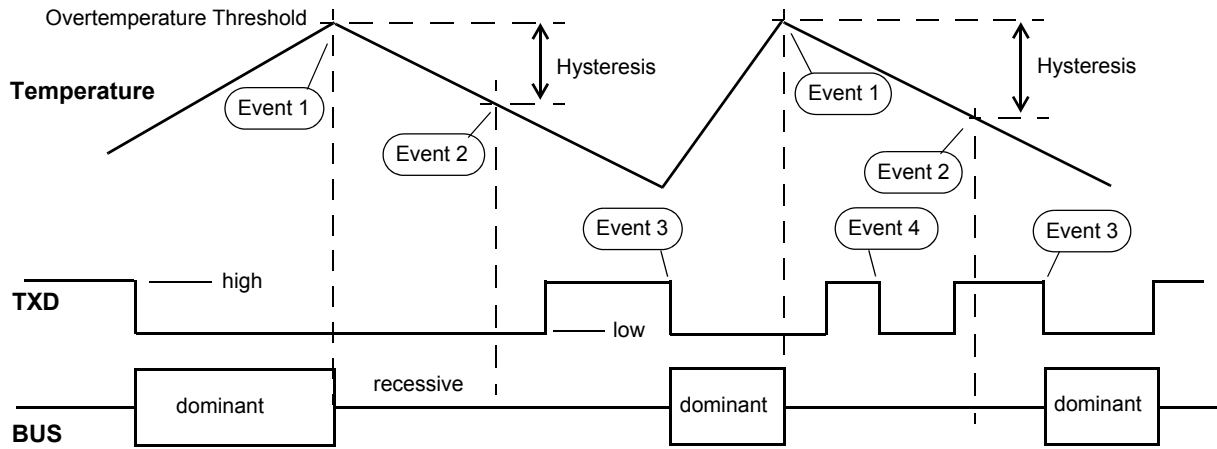 Overtemperature Threshold
Hysteresis
Hysteresis
Temperature
Event 1
Event 1
Event 2
Event 2
Event 3
Event 4
Event 3
high
TXD
low
recessive
dominant
dominant
dominant
BUS